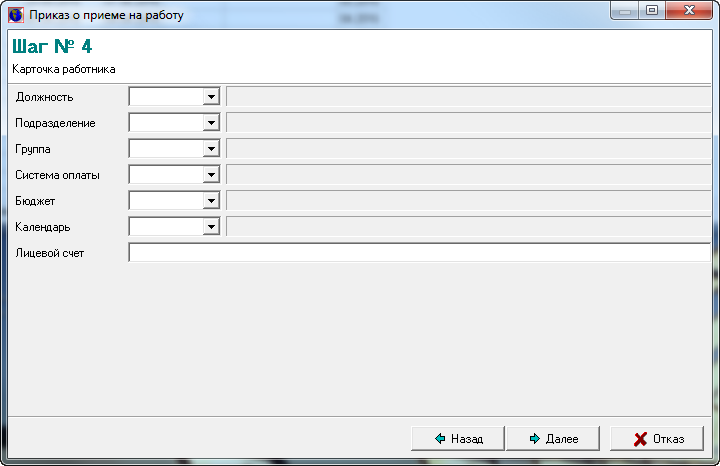 Приказ о приеме на работу
Шаг № 4
Карточка работника
Должность
Подразделение
Группа
Система оплаты
Бюджет
Календарь
Лицевой счет
Назад Далее Отказ